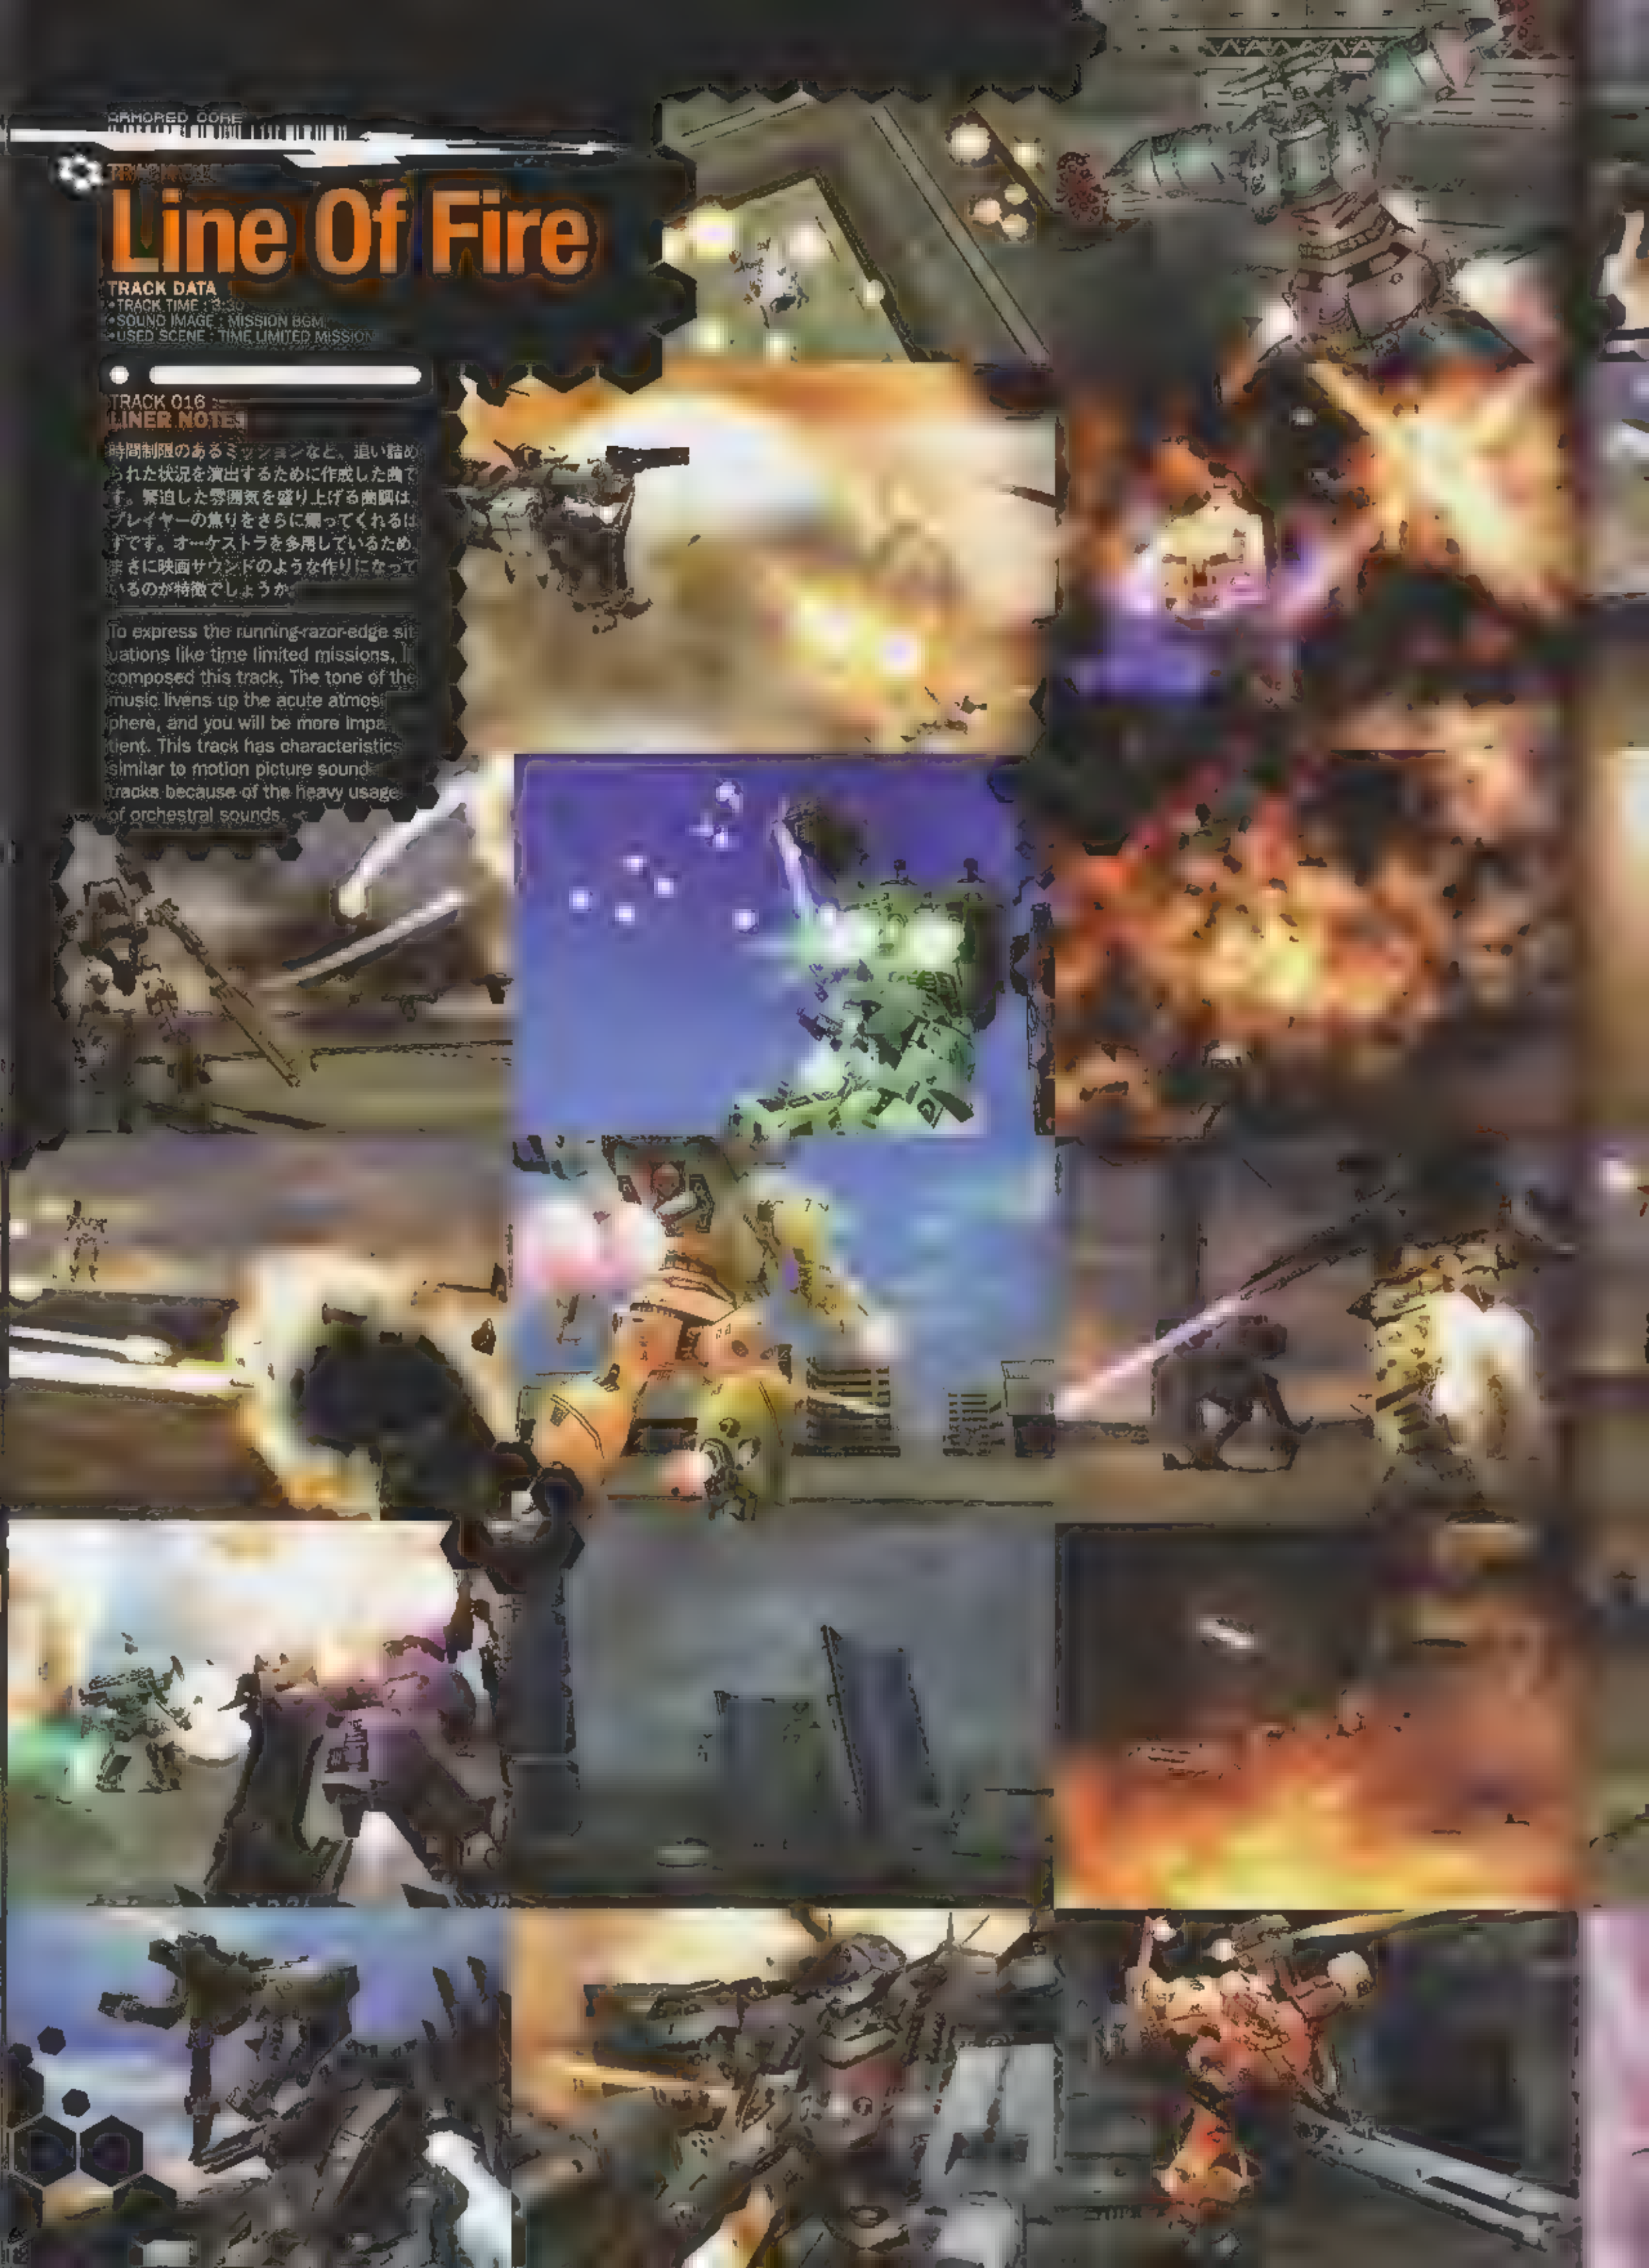 ARMORED CORE
Line Of Fire
TRACK DATA
•TRACK TIME : 3:30
•SOUND IMAGE : MISSION BGM
•USED SCENE : TIME LIMITED MISSION
TRACK 016
LINER NOTES
時間制限のあるミッションなど、追い詰め
られた状況を演出するために作成した曲で
す。緊迫した雰囲気を盛り上げる曲調は、
プレイヤーの焦りをさらに煽ってくれるは
ずです。オーケストラを多用しているため、
まさに映画サウンドのような作りになって
いるのが特徴でしょうか。
To express the running-razor-edge sit
uations like time limited missions, I
composed this track. The tone of the
music livens up the acute atmos
phere, and you will be more impa
tient. This track has characteristics
similar to motion picture sound
tracks because of the heavy usage
of orchestral sounds.